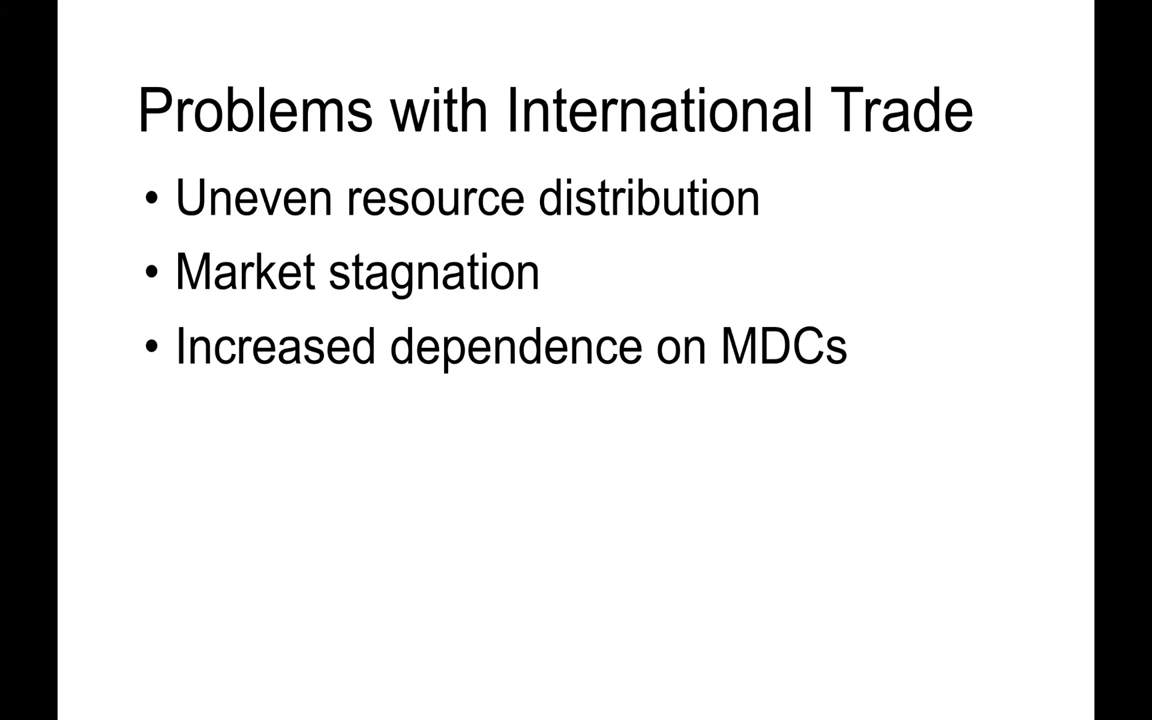 Problems with International Trade
• Uneven resource distribution
• Market stagnation
• Increased dependence on MDCs